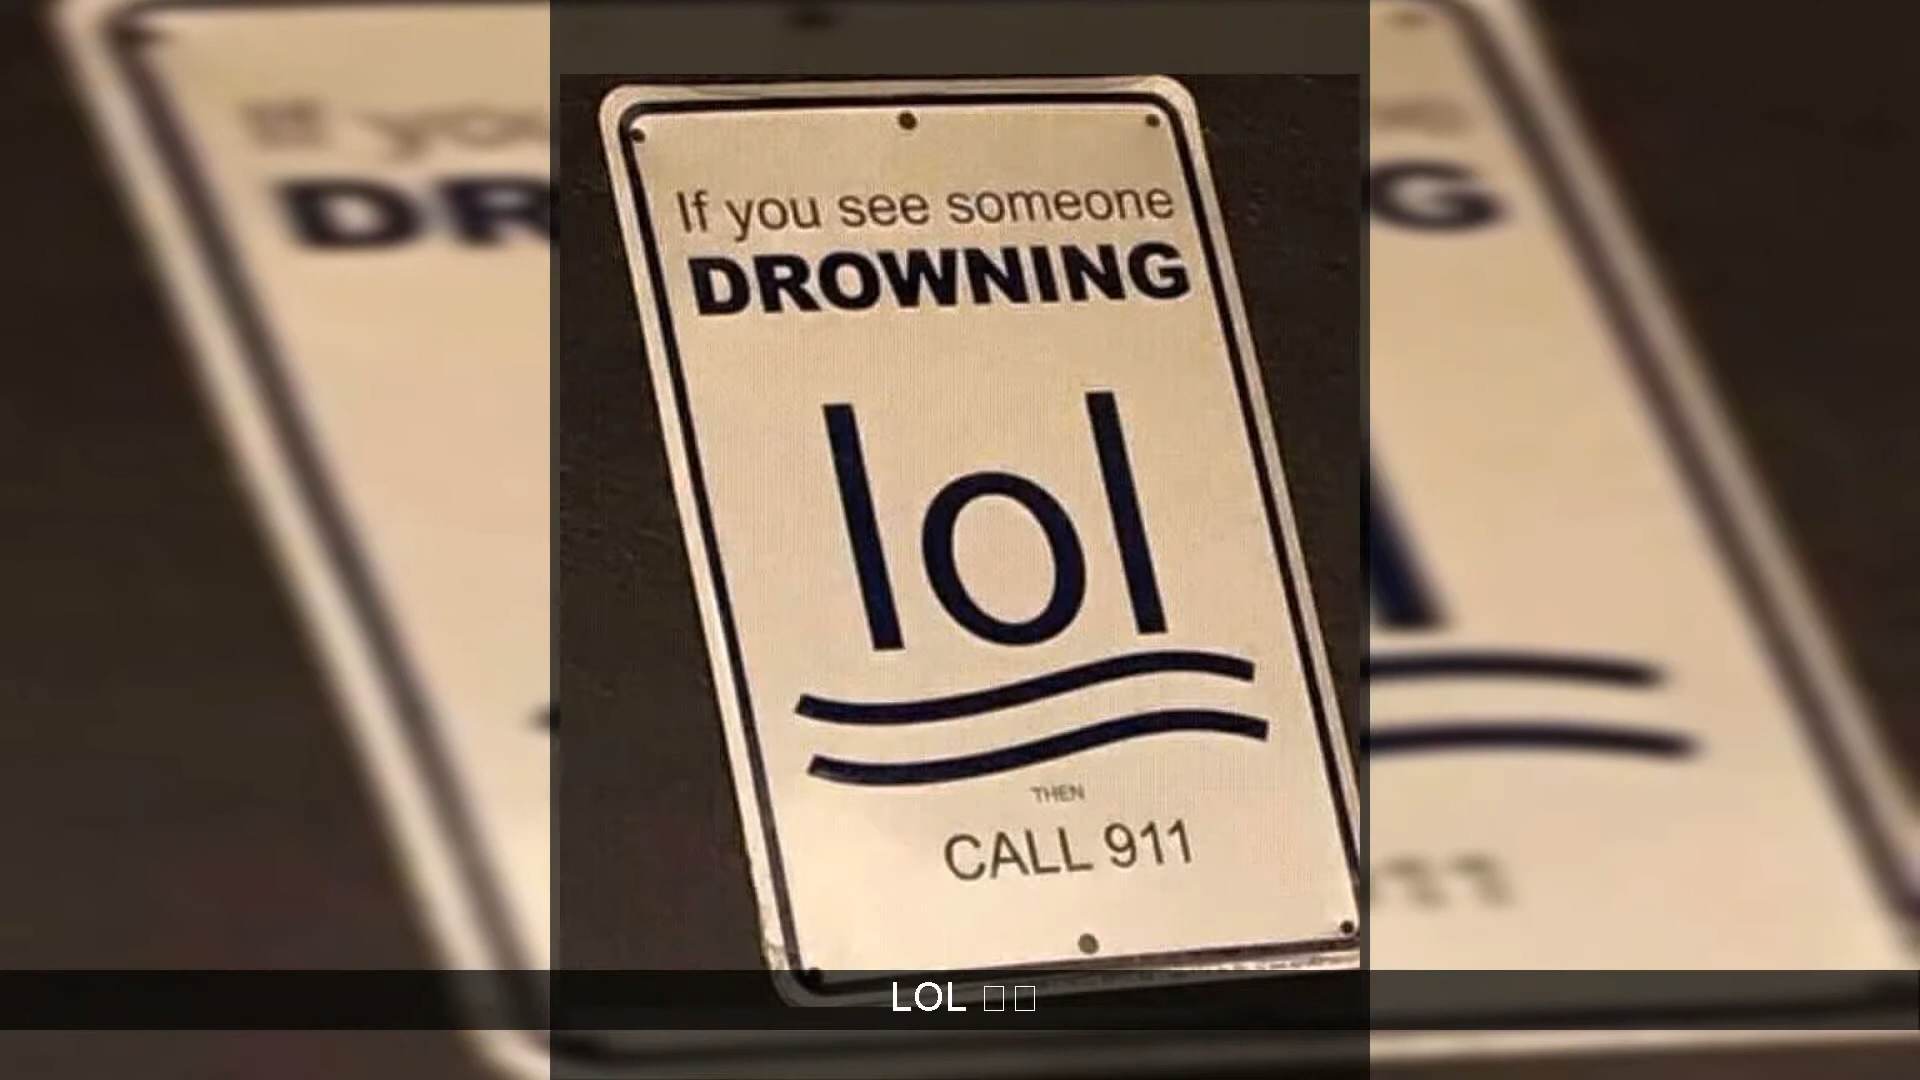 If you see someone
DROWNING
lol
THEN
CALL 911
LOL